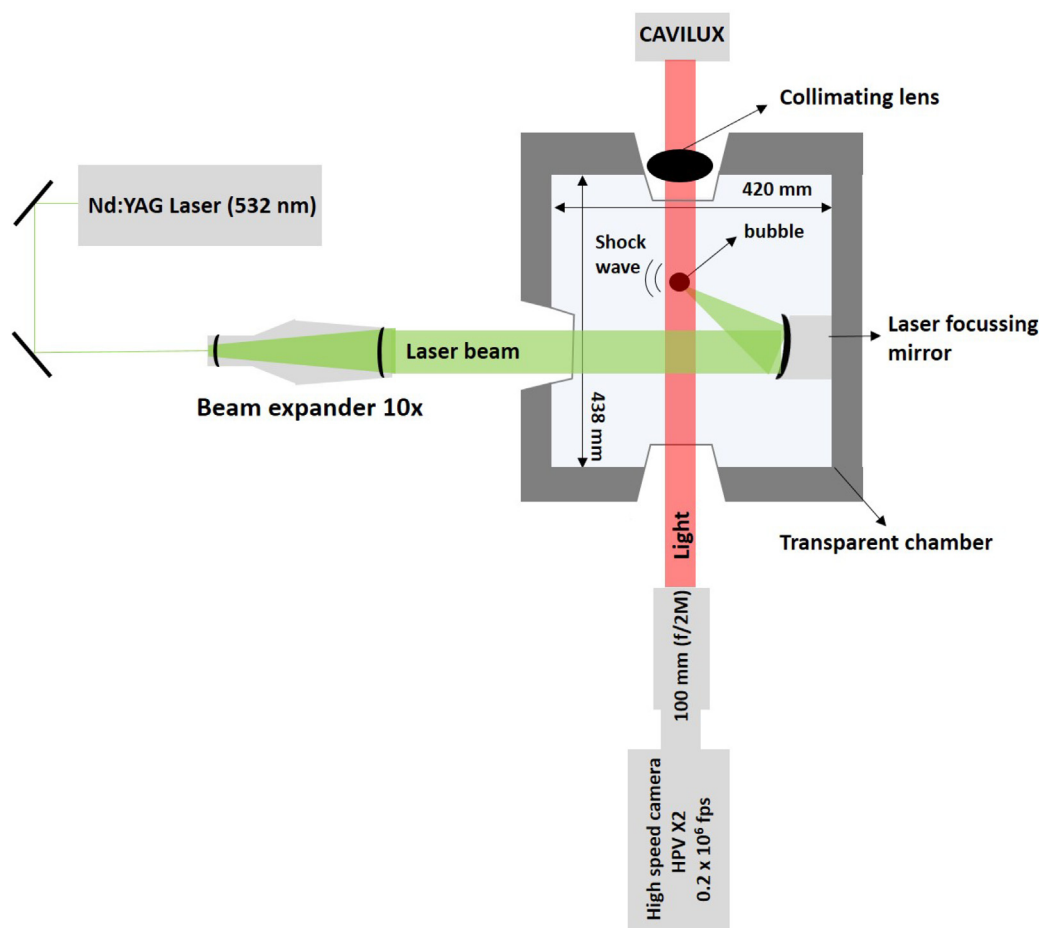 CAVILUX
Collimating lens
Nd:YAG Laser (532 nm)
420 mm
bubble
Shock
wave
Laser beam
Laser focussing
mirror
Beam expander 10x
438 mm
Light
Transparent chamber
100 mm (f/2M)
High speed camera
HPV X2
0.2 x 10⁶ fps